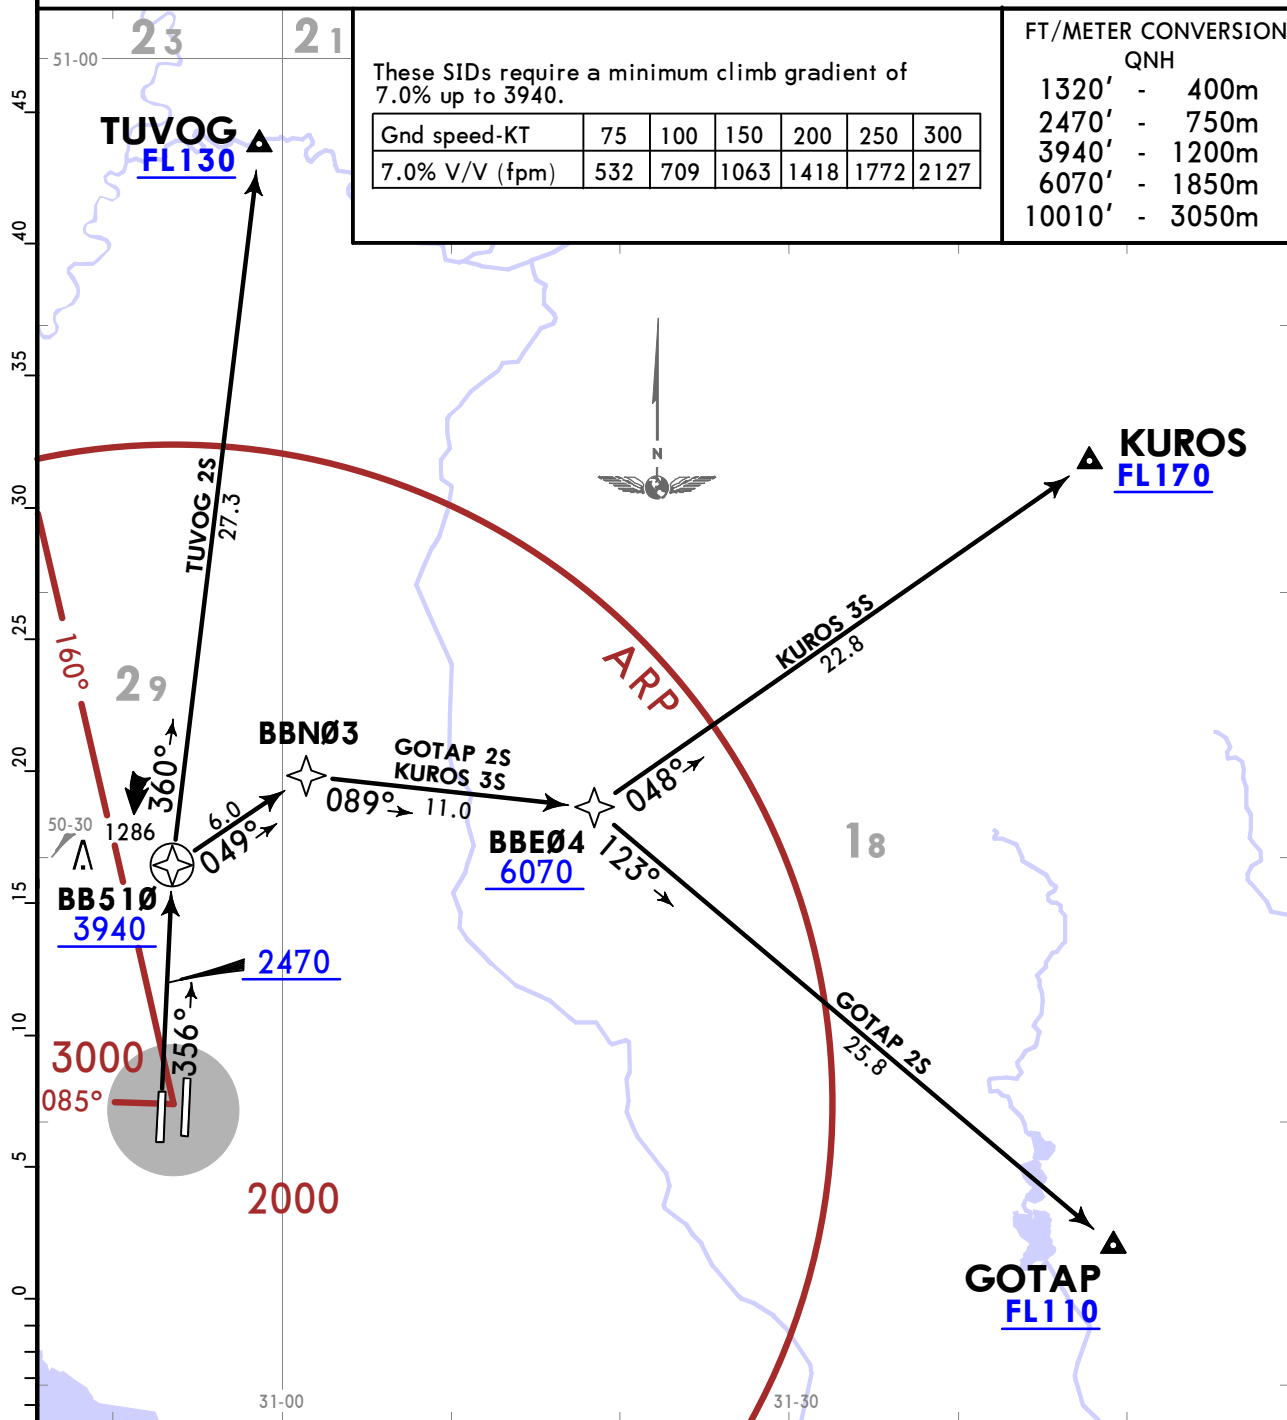 23
21
51-00
These SIDs require a minimum climb gradient of
7.0% up to 3940.
Gnd speed-KT 75 100 150 200 250 300
7.0% V/V (fpm) 532 709 1063 1418 1772 2127
FT/METER CONVERSION
QNH
1320' - 400m
2470' - 750m
3940' - 1200m
6070' - 1850m
10010' - 3050m
45
40
35
30
25
20
15
10
5
0
TUVOG
FL130
TUVOG 2S
27.3
N
KUROS
FL170
KUROS 3S
22.8
ARP
160°
29
BBNØ3
GOTAP 2S
KUROS 3S
089°
11.0
048°
360°
6.0
049°
50-30
1286
BBEØ4
6070
123°
18
BB51Ø
3940
2470
356°
3000
085°
GOTAP 2S
25.8
2000
GOTAP
FL110
31-00
31-30